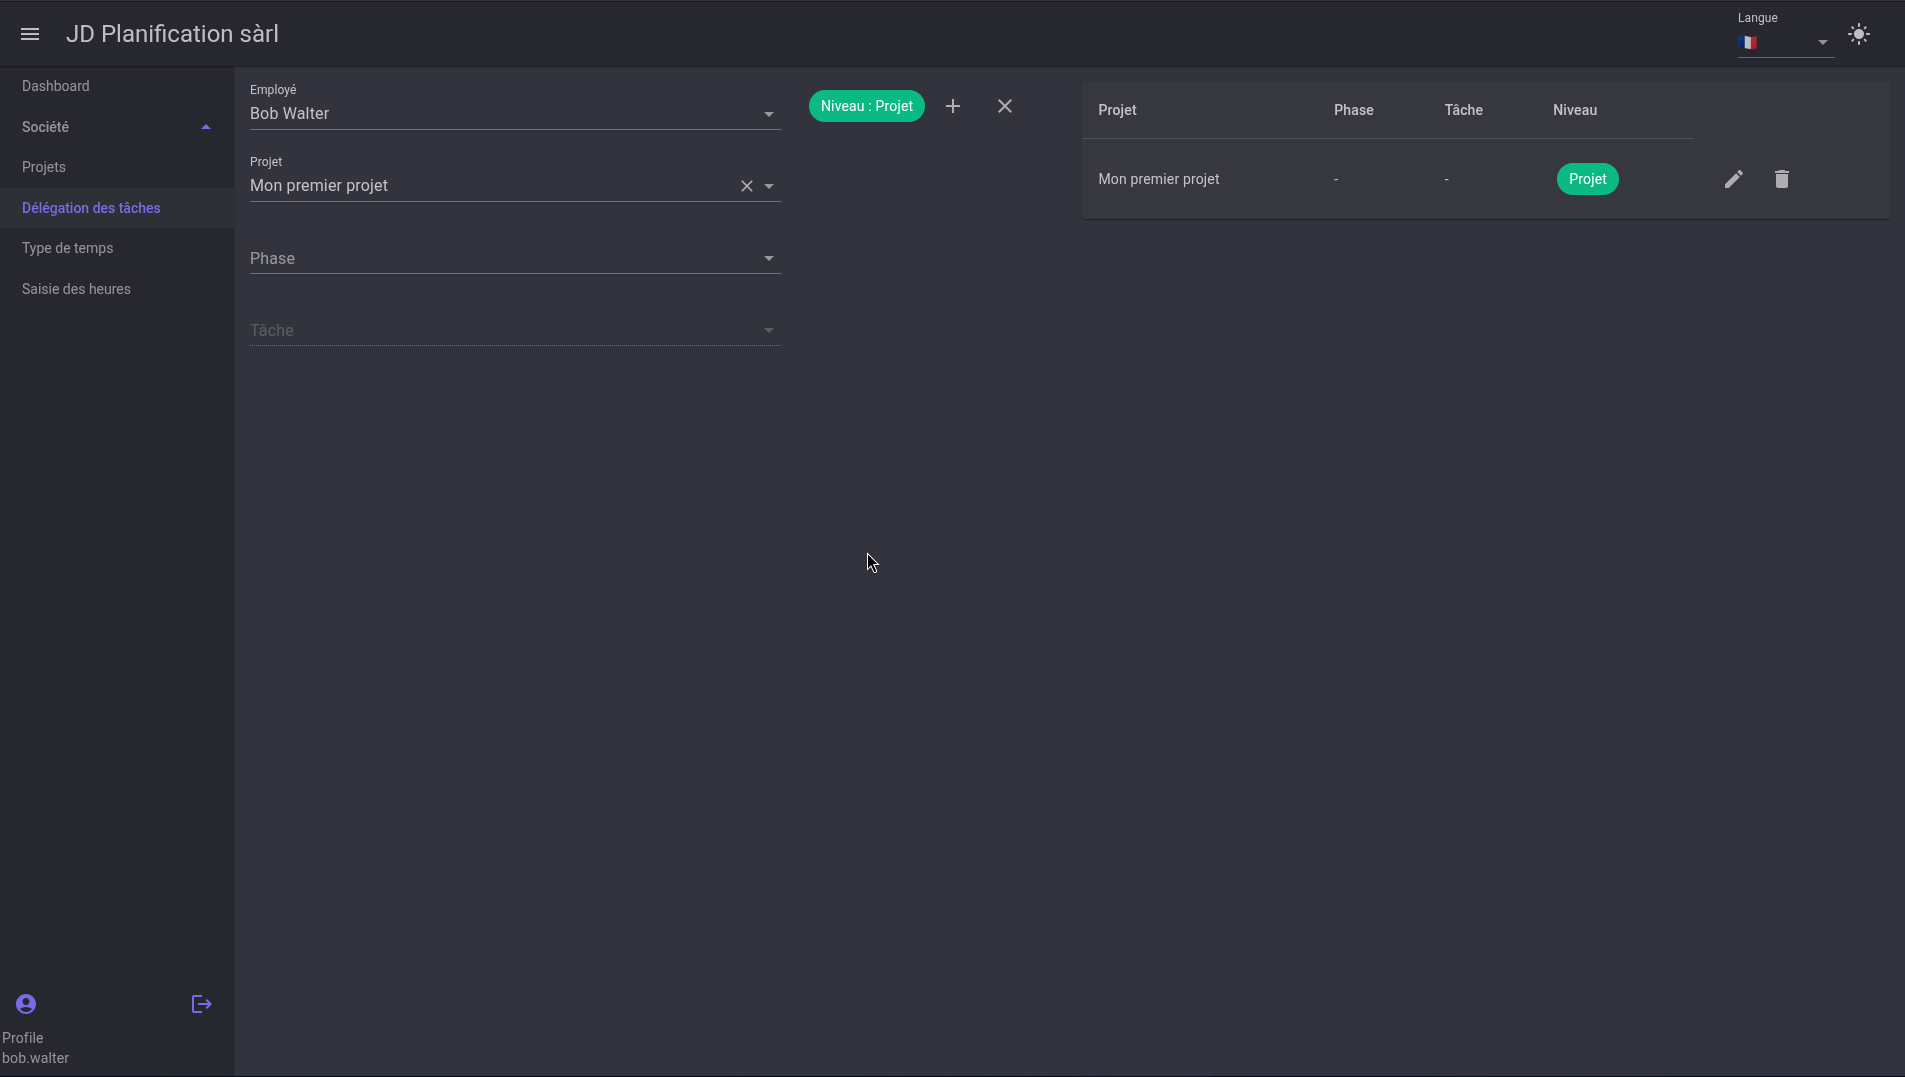 JD Planification sàrl
Langue
Dashboard
Société
Projets
Délégation des tâches
Type de temps
Saisie des heures
Employé
Bob Walter
Niveau : Projet
Projet
Mon premier projet
Phase
Tâche
Projet Phase Tâche Niveau
Mon premier projet - - Projet
Profile
bob.walter